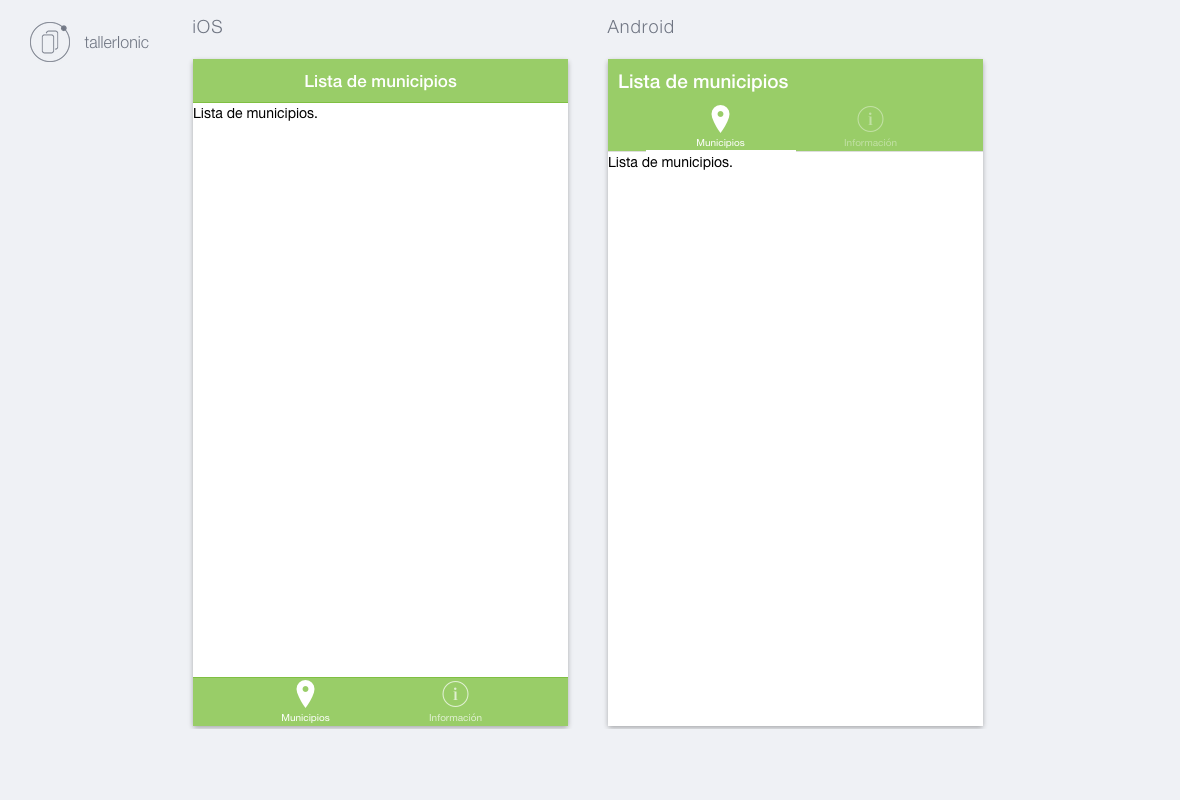 tallerIonic
iOS
Lista de municipios
Lista de municipios.
Municipios
Información
Android
Lista de municipios
Municipios
Información
Lista de municipios.